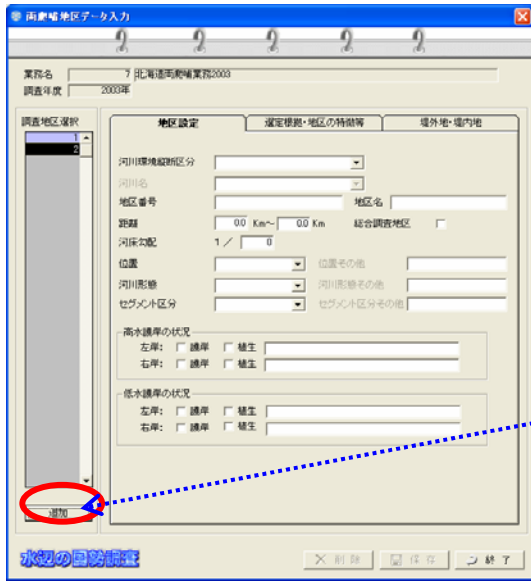 両爬哺地区データ入力
業務名 7 北海道両爬哺業務2003
調査年度 2003年
調査地区選択
1
2
追加
地区設定 選定根拠・地区の特徴等 堤外地・堤内地
河川環境縦断区分
河川名
地区番号 地区名
距離 0.0 Km～ 0.0 Km 総合調査地区
河床勾配 1／ 0
位置 位置その他
河川形態 河川形態その他
セグメント区分 セグメント区分その他
高水護岸の状況
左岸: 護岸 植生
右岸: 護岸 植生
低水護岸の状況
左岸: 護岸 植生
右岸: 護岸 植生
水辺の国勢調査 削除 保存 終了